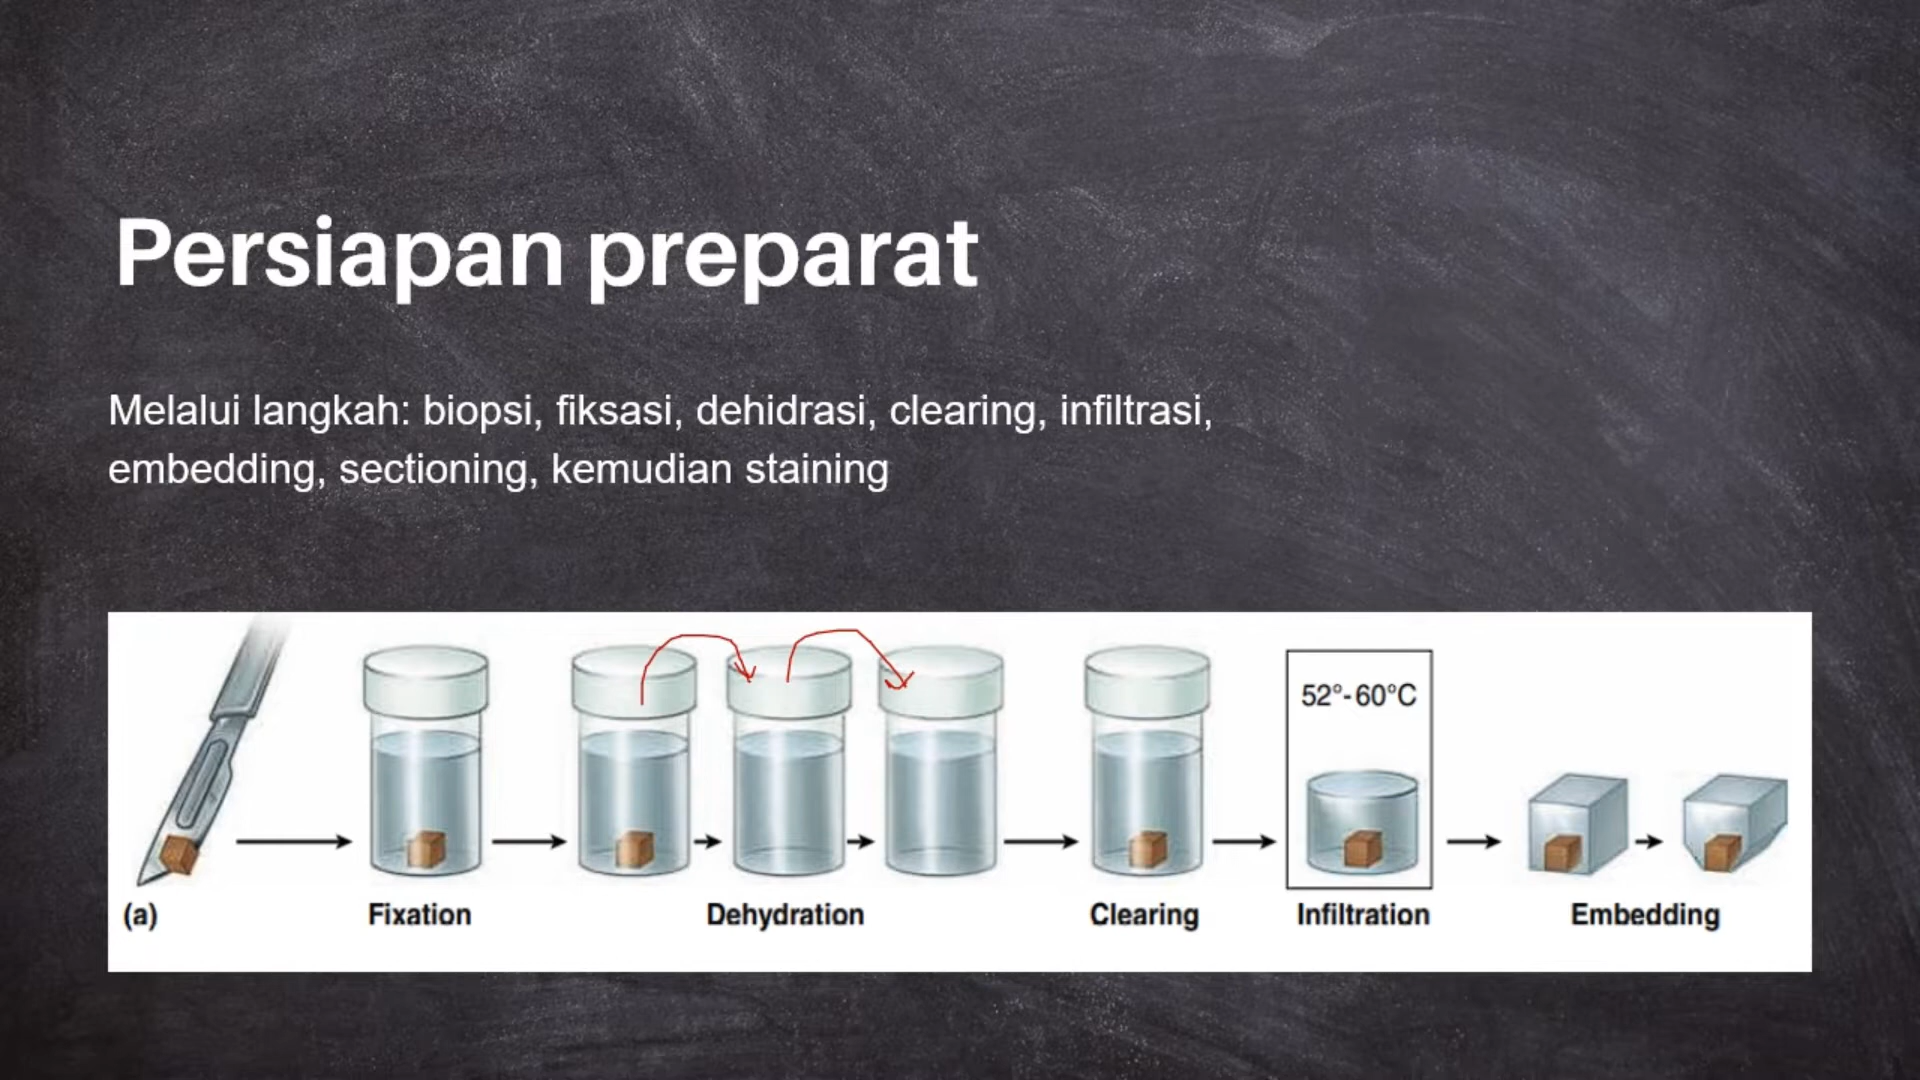 Persiapan preparat
Melalui langkah: biopsi, fiksasi, dehidrasi, clearing, infiltrasi,
embedding, sectioning, kemudian staining
52°-60°C
(a)
Fixation
Dehydration
Clearing
Infiltration
Embedding